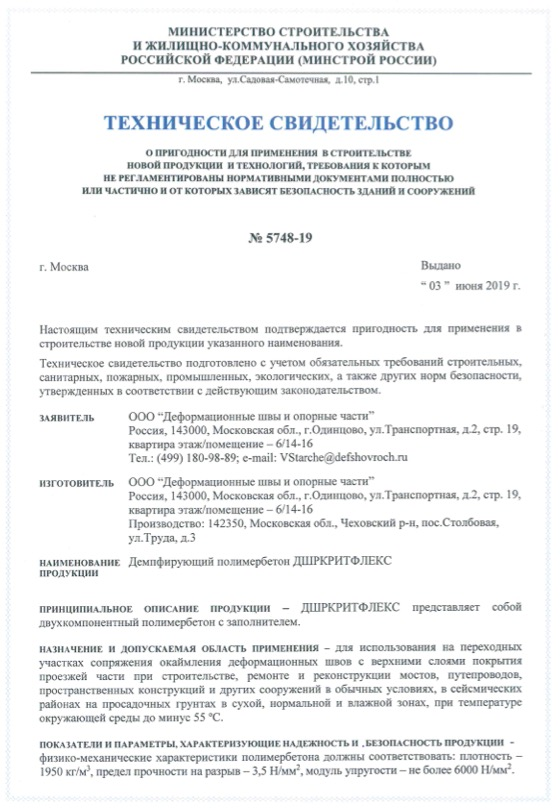 МИНИСТЕРСТВО СТРОИТЕЛЬСТВА
И ЖИЛИЩНО-КОММУНАЛЬНОГО ХОЗЯЙСТВА
РОССИЙСКОЙ ФЕДЕРАЦИИ (МИНСТРОЙ РОССИИ)
г. Москва, ул.Садовая-Самотечная, д.10, стр.1
ТЕХНИЧЕСКОЕ СВИДЕТЕЛЬСТВО
О ПРИГОДНОСТИ ДЛЯ ПРИМЕНЕНИЯ В СТРОИТЕЛЬСТВЕ
НОВОЙ ПРОДУКЦИИ И ТЕХНОЛОГИЙ, ТРЕБОВАНИЯ К КОТОРЫМ
НЕ РЕГЛАМЕНТИРОВАНЫ НОРМАТИВНЫМИ ДОКУМЕНТАМИ ПОЛНОСТЬЮ
ИЛИ ЧАСТИЧНО И ОТ КОТОРЫХ ЗАВИСЯТ БЕЗОПАСНОСТЬ ЗДАНИЙ И СООРУЖЕНИЙ
№ 5748-19
г. Москва
Выдано
“ 03 ” июня 2019 г.
Настоящим техническим свидетельством подтверждается пригодность для применения в
строительстве новой продукции указанного наименования.
Техническое свидетельство подготовлено с учетом обязательных требований строительных,
санитарных, пожарных, промышленных, экологических, а также других норм безопасности,
утвержденных в соответствии с действующим законодательством.
ЗАЯВИТЕЛЬ ООО “Деформационные швы и опорные части”
Россия, 143000, Московская обл., г.Одинцово, ул.Транспортная, д.2, стр. 19,
квартира этаж/помещение – 6/14-16
Тел.: (499) 180-98-89; e-mail: VStarche@defshovroch.ru
ИЗГОТОВИТЕЛЬ ООО “Деформационные швы и опорные части”
Россия, 143000, Московская обл., г.Одинцово, ул.Транспортная, д.2, стр. 19,
квартира этаж/помещение – 6/14-16
Производство: 142350, Московская обл., Чеховский р-н, пос.Столбовая,
ул.Труда, д.3
НАИМЕНОВАНИЕ Демпфирующий полимербетон ДШРКРИТФЛЕКС
ПРОДУКЦИИ
ПРИНЦИПИАЛЬНОЕ ОПИСАНИЕ ПРОДУКЦИИ – ДШРКРИТФЛЕКС представляет собой
двухкомпонентный полимербетон с заполнителем.
НАЗНАЧЕНИЕ И ДОПУСКАЕМАЯ ОБЛАСТЬ ПРИМЕНЕНИЯ – для использования на переходных
участках сопряжения окаймления деформационных швов с верхними слоями покрытия
проезжей части при строительстве, ремонте и реконструкции мостов, путепроводов,
пространственных конструкций и других сооружений в обычных условиях, в сейсмических
районах на просадочных грунтах в сухой, нормальной и влажной зонах, при температуре
окружающей среды до минус 55 ºС.
ПОКАЗАТЕЛИ И ПАРАМЕТРЫ, ХАРАКТЕРИЗУЮЩИЕ НАДЕЖНОСТЬ И , БЕЗОПАСНОСТЬ ПРОДУКЦИИ -
физико-механические характеристики полимербетона должны соответствовать: плотность –
1950 кг/м³, предел прочности на разрыв – 3,5 Н/мм², модуль упругости – не более 6000 Н/мм².